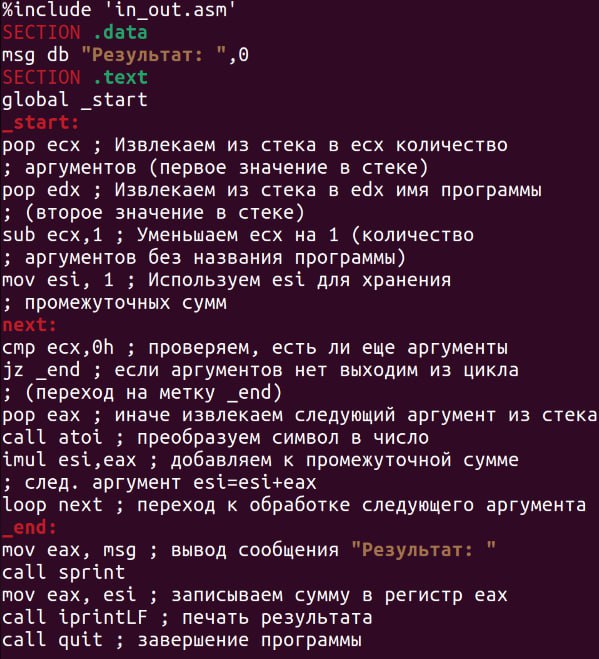 %include 'in_out.asm'
SECTION .data
msg db "Результат: ",0
SECTION .text
global _start
_start:
pop ecx ; Извлекаем из стека в ecx количество
; аргументов (первое значение в стеке)
pop edx ; Извлекаем из стека в edx имя программы
; (второе значение в стеке)
sub ecx,1 ; Уменьшаем ecx на 1 (количество
; аргументов без названия программы)
mov esi, 1 ; Используем esi для хранения
; промежуточных сумм
next:
cmp ecx,0h ; проверяем, есть ли еще аргументы
jz _end ; если аргументов нет выходим из цикла
; (переход на метку _end)
pop eax ; иначе извлекаем следующий аргумент из стека
call atoi ; преобразуем символ в число
imul esi,eax ; добавляем к промежуточной сумме
; след. аргумент esi=esi+eax
loop next ; переход к обработке следующего аргумента
_end:
mov eax, msg ; вывод сообщения "Результат: "
call sprint
mov eax, esi ; записываем сумму в регистр eax
call iprintLF ; печать результата
call quit ; завершение программы